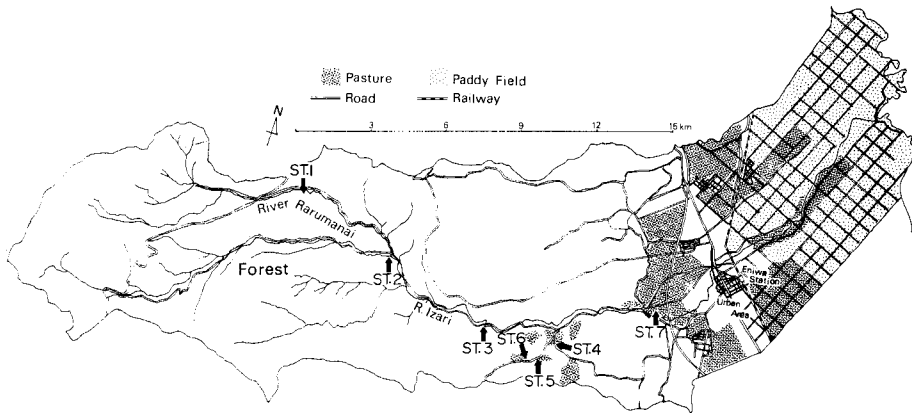 Pasture
Paddy Field
Road
Railway
N
3
6
9
12
15 km
ST.1
River Rarumanai
Forest
ST.2
R. Izari
ST.3
ST.6
ST.4
ST.5
ST.7
Eniwa
Station
Urban
Area